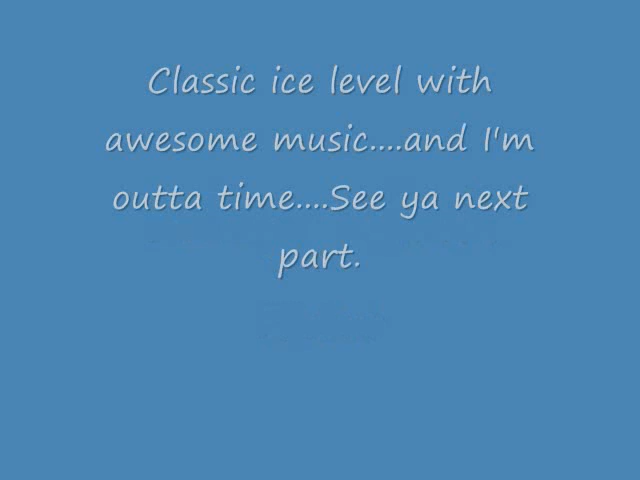 Classic ice level with
awesome music....and I'm
outta time....See ya next
part.